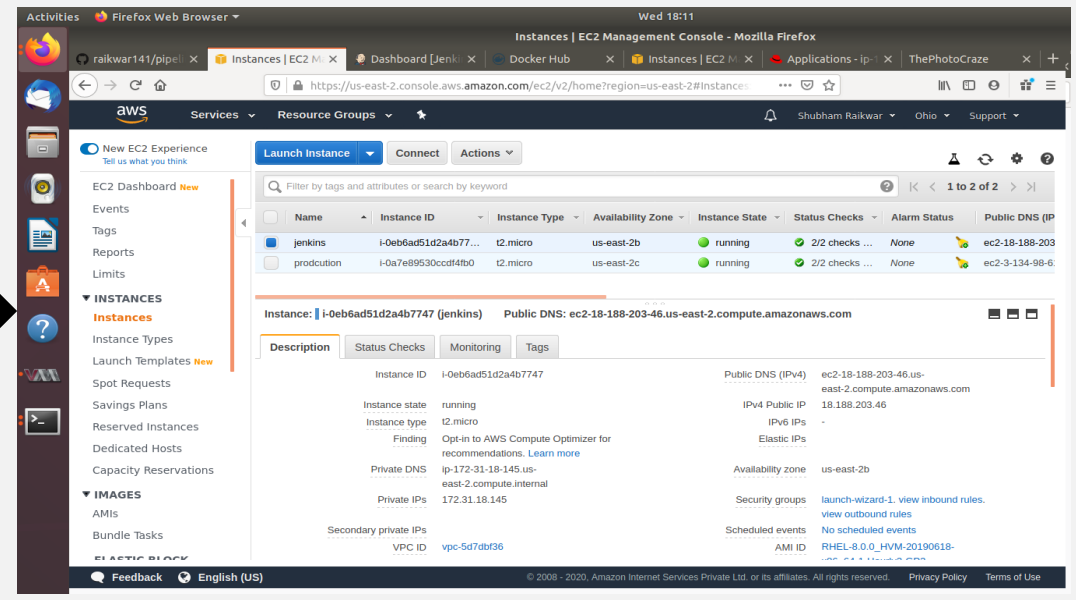 Activities Firefox Web Browser Wed 18:11
Instances | EC2 Management Console - Mozilla Firefox
raikwar141/pipel Instances | EC2 M Dashboard [Jenki Docker Hub Instances | EC2 M Applications - ip-1 ThePhotoCraze
https://us-east-2.console.aws.amazon.com/ec2/v2/home?region=us-east-2#Instances
aws Services Resource Groups Shubham Raikwar Ohio Support
New EC2 Experience
Tell us what you think
Launch Instance Connect Actions
EC2 Dashboard New
Events
Tags
Reports
Limits
INSTANCES
Instances
Instance Types
Launch Templates New
Spot Requests
Savings Plans
Reserved Instances
Dedicated Hosts
Capacity Reservations
IMAGES
AMIs
Bundle Tasks
ELASTIC BLOCK
Filter by tags and attributes or search by keyword 1 to 2 of 2
Name Instance ID Instance Type Availability Zone Instance State Status Checks Alarm Status Public DNS (IP
jenkins i-0eb6ad51d2a4b77... t2.micro us-east-2b running 2/2 checks ... None ec2-18-188-203
prodcution i-0a7e89530ccdf4fb0 t2.micro us-east-2c running 2/2 checks ... None ec2-3-134-98-6
Instance: i-0eb6ad51d2a4b7747 (jenkins) Public DNS: ec2-18-188-203-46.us-east-2.compute.amazonaws.com
Description Status Checks Monitoring Tags
Instance ID i-0eb6ad51d2a4b7747 Public DNS (IPv4) ec2-18-188-203-46.us-
east-2.compute.amazonaws.com
Instance state running IPv4 Public IP 18.188.203.46
Instance type t2.micro IPv6 IPs -
Finding Opt-in to AWS Compute Optimizer for Elastic IPs
recommendations. Learn more
Private DNS ip-172-31-18-145.us- Availability zone us-east-2b
east-2.compute.internal
Private IPs 172.31.18.145 Security groups launch-wizard-1. view inbound rules.
view outbound rules
Secondary private IPs Scheduled events No scheduled events
VPC ID vpc-5d7dbf36 AMI ID RHEL-8.0.0_HVM-20190618-
Feedback English (US) © 2008 - 2020, Amazon Internet Services Private Ltd. or its affiliates. All rights reserved. Privacy Policy Terms of Use